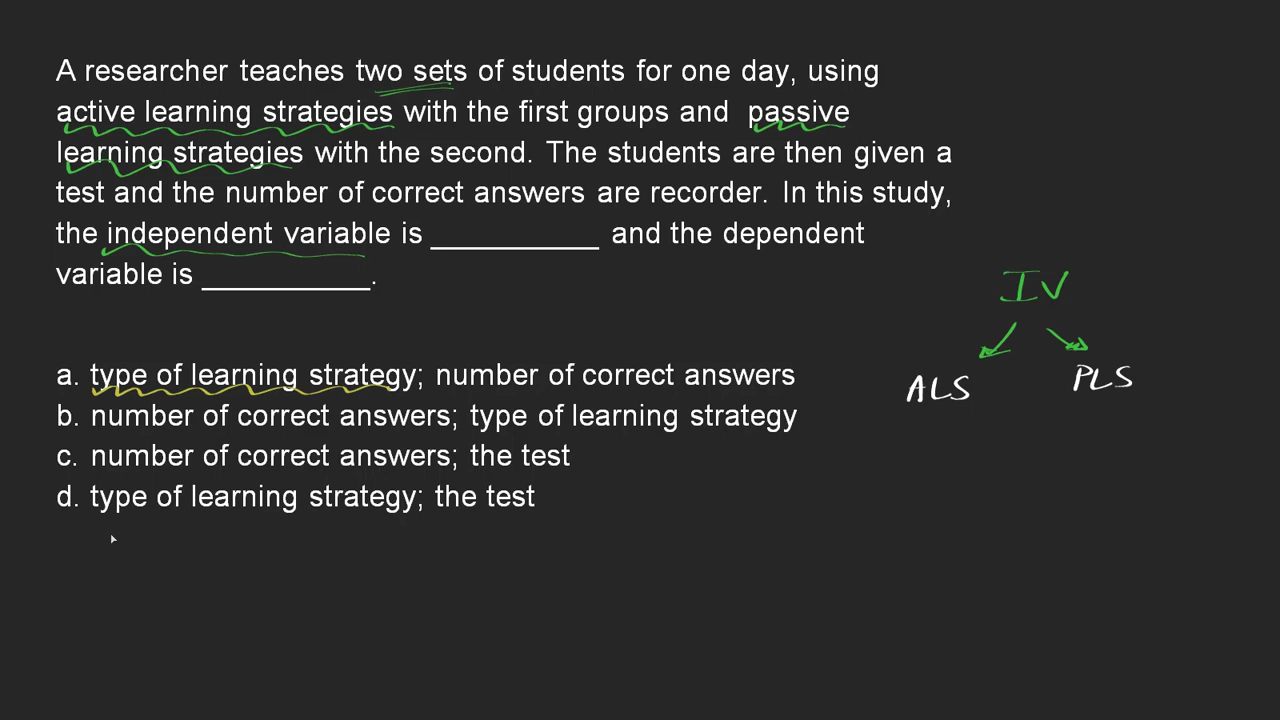 A researcher teaches two sets of students for one day, using
active learning strategies with the first groups and passive
learning strategies with the second. The students are then given a
test and the number of correct answers are recorder. In this study,
the independent variable is ___________ and the dependent
variable is ___________.
IV
ALS PLS
a. type of learning strategy; number of correct answers
b. number of correct answers; type of learning strategy
c. number of correct answers; the test
d. type of learning strategy; the test